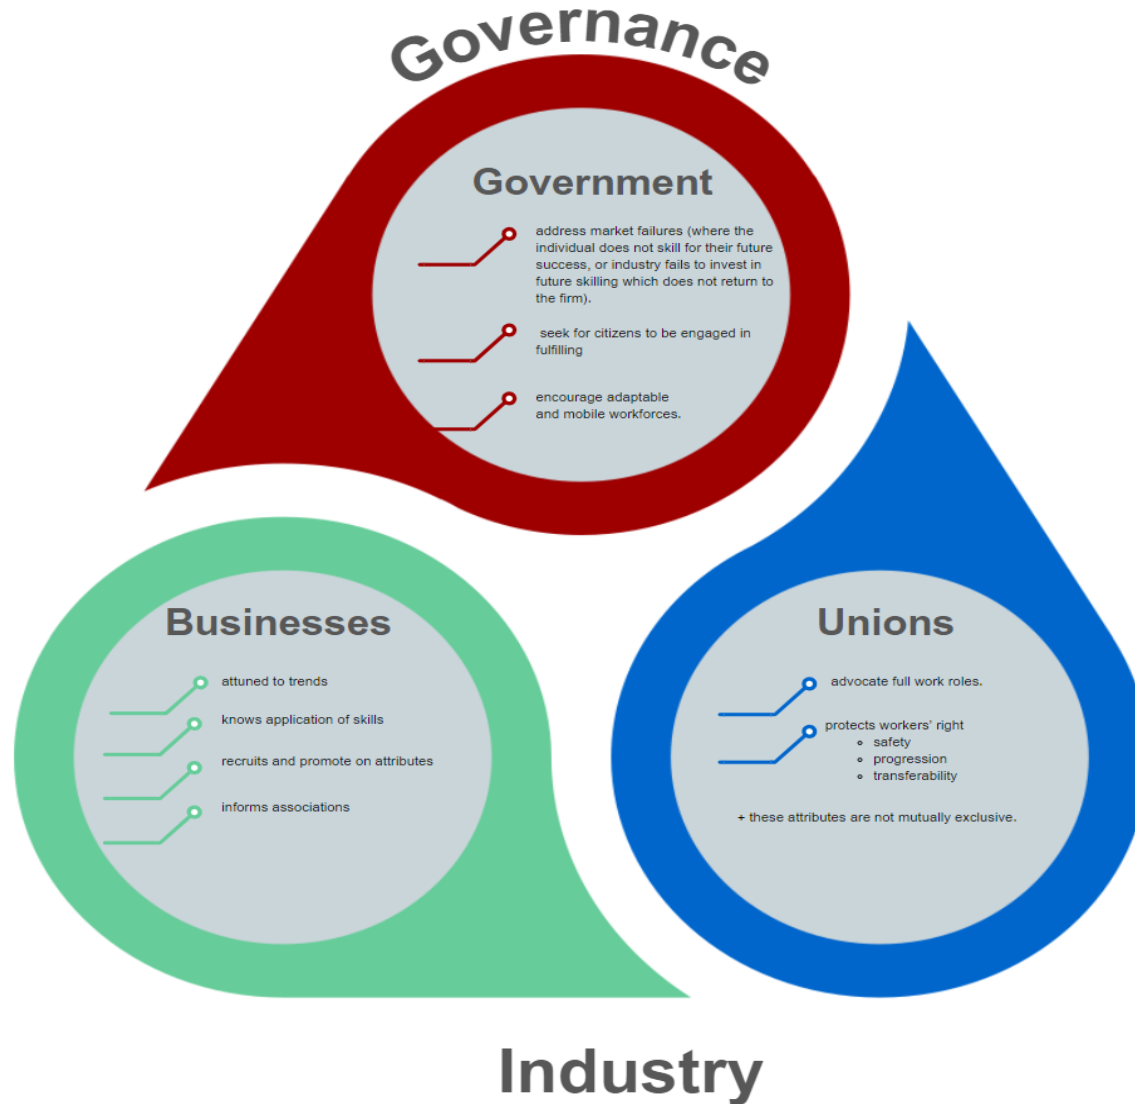 Governance
Government
address market failures (where the
individual does not skill for their future
success, or industry fails to invest in
future skilling which does not return to
the firm).
seek for citizens to be engaged in
fulfilling
encourage adaptable
and mobile workforces.
Businesses
attuned to trends
knows application of skills
recruits and promote on attributes
informs associations
Unions
advocate full work roles.
protects workers' right
safety
progression
transferability
+ these attributes are not mutually exclusive.
Industry